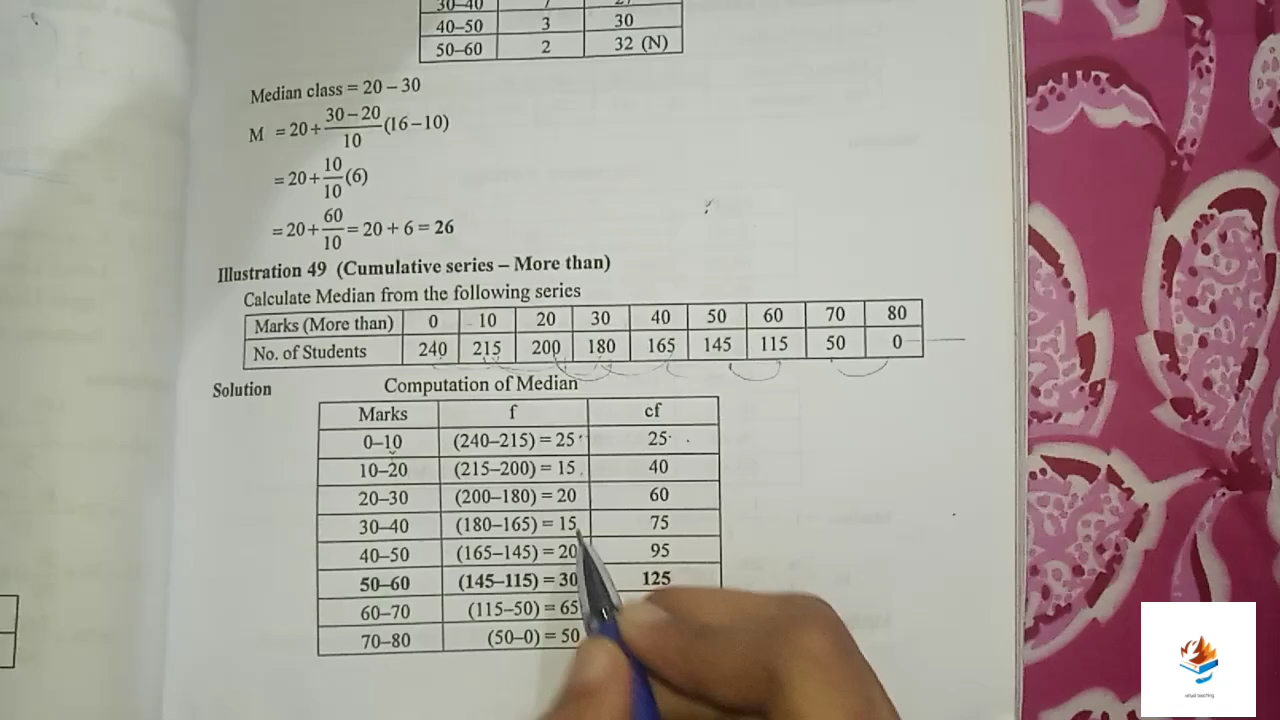 30–40 7 27
40–50 3 30
50–60 2 32 (N)
Median class = 20 – 30
M = 20 + 30 – 20 / 10 (16 – 10)
= 20 + 10 / 10 (6)
= 20 + 60 / 10 = 20 + 6 = 26
Illustration 49 (Cumulative series – More than)
Calculate Median from the following series
Marks (More than) 0 10 20 30 40 50 60 70 80
No. of Students 240 215 200 180 165 145 115 50 0
Solution Computation of Median
Marks f cf
0–10 (240–215) = 25 25
10–20 (215–200) = 15 40
20–30 (200–180) = 20 60
30–40 (180–165) = 15 75
40–50 (165–145) = 20 95
50–60 (145–115) = 30 125
60–70 (115–50) = 65
70–80 (50–0) = 50